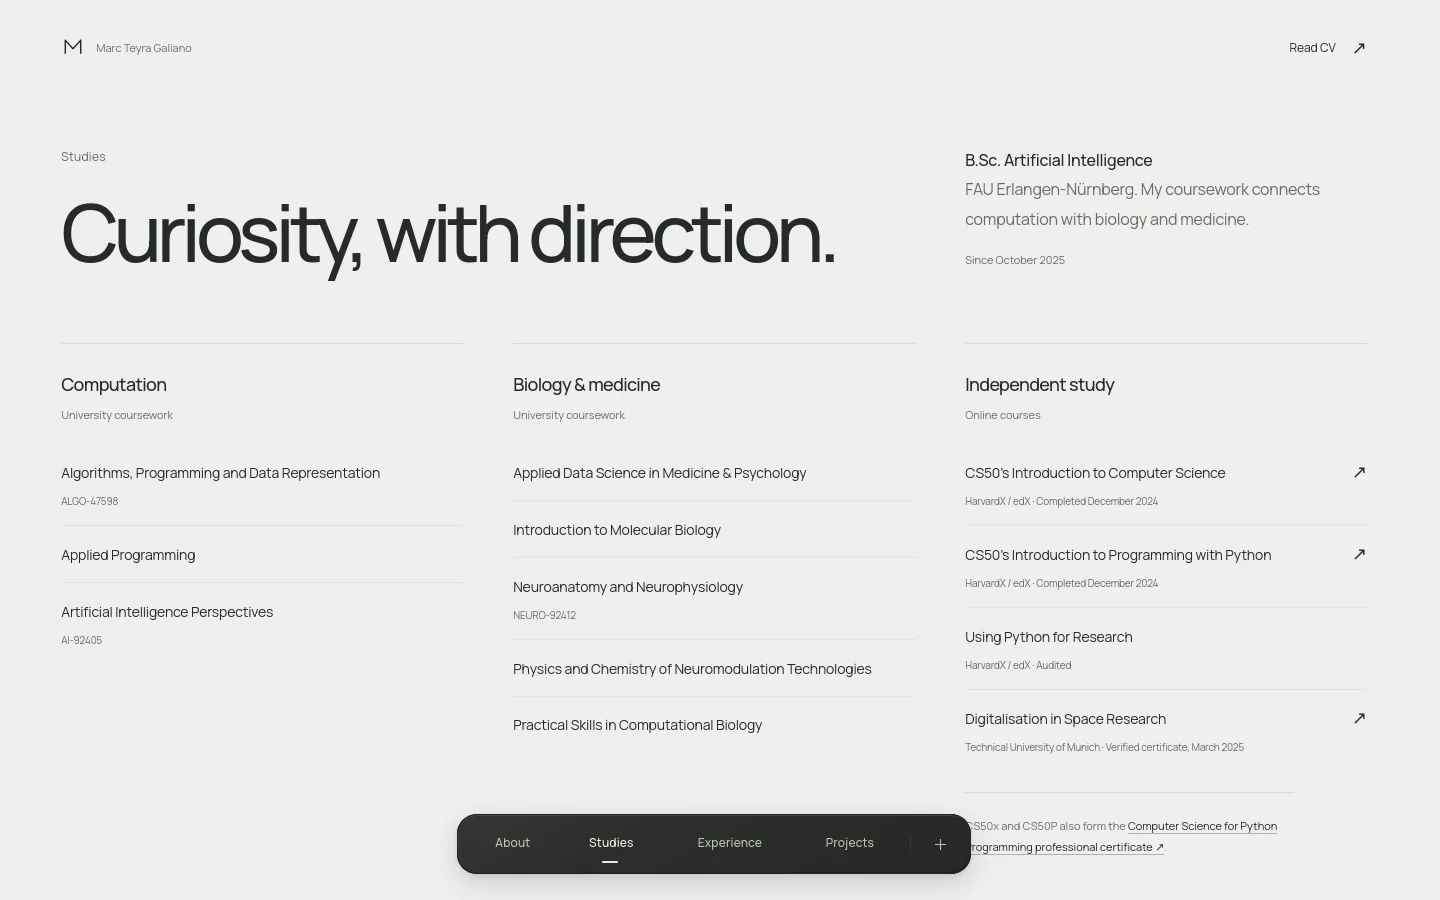 M Marc Teyra Galiano
Read CV ↗
Studies
Curiosity, with direction.
B.Sc. Artificial Intelligence
FAU Erlangen-Nürnberg. My coursework connects
computation with biology and medicine.
Since October 2025
Computation
University coursework
Algorithms, Programming and Data Representation
ALGO-47598
Applied Programming
Artificial Intelligence Perspectives
AI-92405
Biology & medicine
University coursework
Applied Data Science in Medicine & Psychology
Introduction to Molecular Biology
Neuroanatomy and Neurophysiology
NEURO-92412
Physics and Chemistry of Neuromodulation Technologies
Practical Skills in Computational Biology
Independent study
Online courses
CS50's Introduction to Computer Science ↗
HarvardX / edX · Completed December 2024
CS50's Introduction to Programming with Python ↗
HarvardX / edX · Completed December 2024
Using Python for Research
HarvardX / edX · Audited
Digitalisation in Space Research ↗
Technical University of Munich · Verified certificate, March 2025
CS50x and CS50P also form the Computer Science for Python
Programming professional certificate ↗.
About Studies Experience Projects +